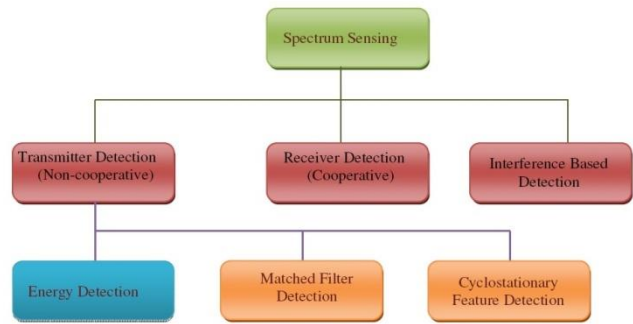 Spectrum Sensing
Transmitter Detection
(Non-cooperative)
Receiver Detection
(Cooperative)
Interference Based
Detection
Energy Detection
Matched Filter
Detection
Cyclostationary
Feature Detection